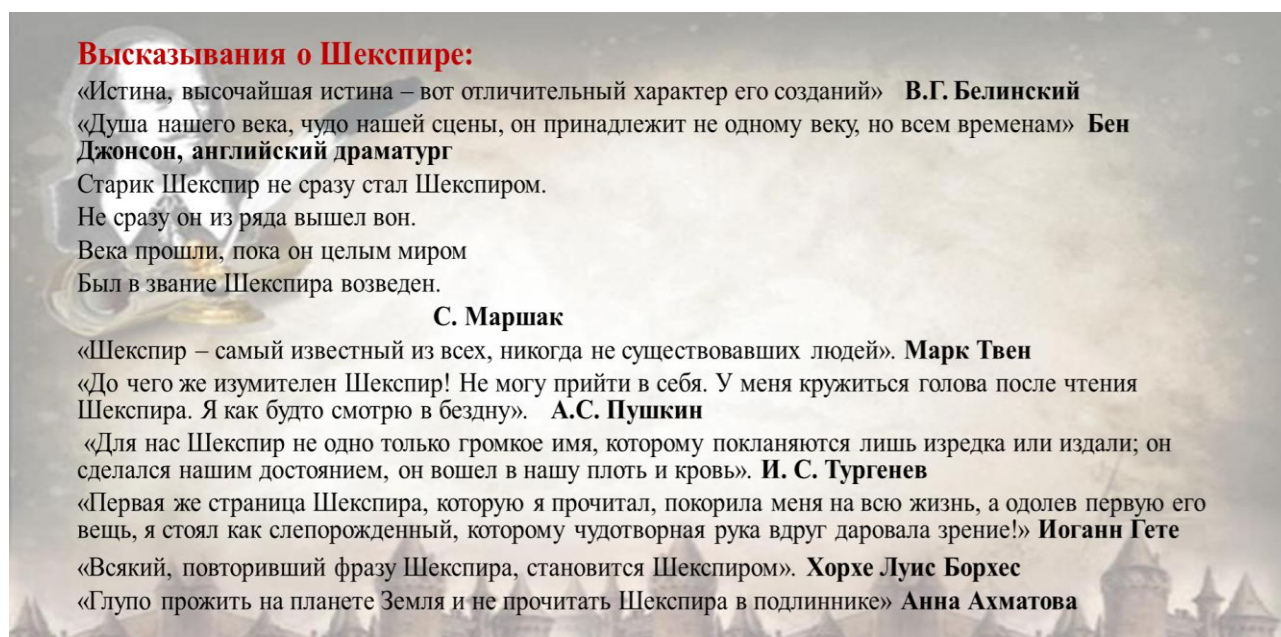 Высказывания о Шекспире:
«Истина, высочайшая истина – вот отличительный характер его созданий» В.Г. Белинский
«Душа нашего века, чудо нашей сцены, он принадлежит не одному веку, но всем временам» Бен
Джонсон, английский драматург
Старик Шекспир не сразу стал Шекспиром.
Не сразу он из ряда вышел вон.
Века прошли, пока он целым миром
Был в звание Шекспира возведен.
С. Маршак
«Шекспир – самый известный из всех, никогда не существовавших людей». Марк Твен
«До чего же изумителен Шекспир! Не могу прийти в себя. У меня кружиться голова после чтения
Шекспира. Я как будто смотрю в бездну». А.С. Пушкин
«Для нас Шекспир не одно только громкое имя, которому покланяются лишь изредка или издали; он
сделался нашим достоянием, он вошел в нашу плоть и кровь». И. С. Тургенев
«Первая же страница Шекспира, которую я прочитал, покорила меня на всю жизнь, а одолев первую его
вещь, я стоял как слепорожденный, которому чудотворная рука вдруг даровала зрение!» Иоганн Гете
«Всякий, повторивший фразу Шекспира, становится Шекспиром». Хорхе Луис Борхес
«Глупо прожить на планете Земля и не прочитать Шекспира в подлиннике» Анна Ахматова